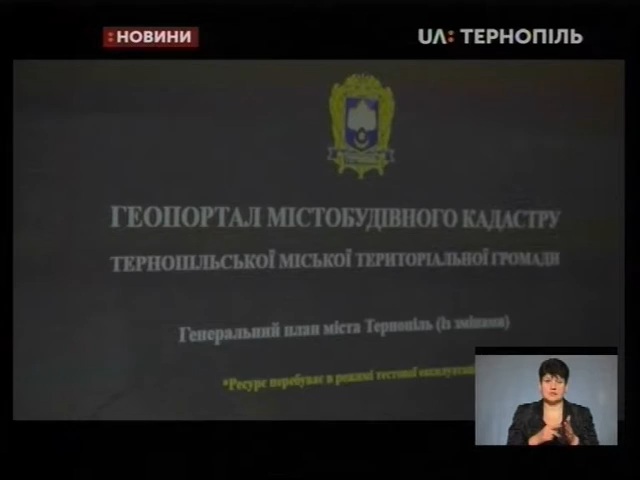 :НОВИНИ
UA: ТЕРНОПІЛЬ
ГЕОПОРТАЛ МІСТОБУДІВНОГО КАДАСТРУ
ТЕРНОПІЛЬСЬКОЇ МІСЬКОЇ ТЕРИТОРІАЛЬНОЇ ГРОМАДИ
Генеральний план міста Тернопіль (Із змінами)
*Ресурс перебуває в режимі тестової експлуатації